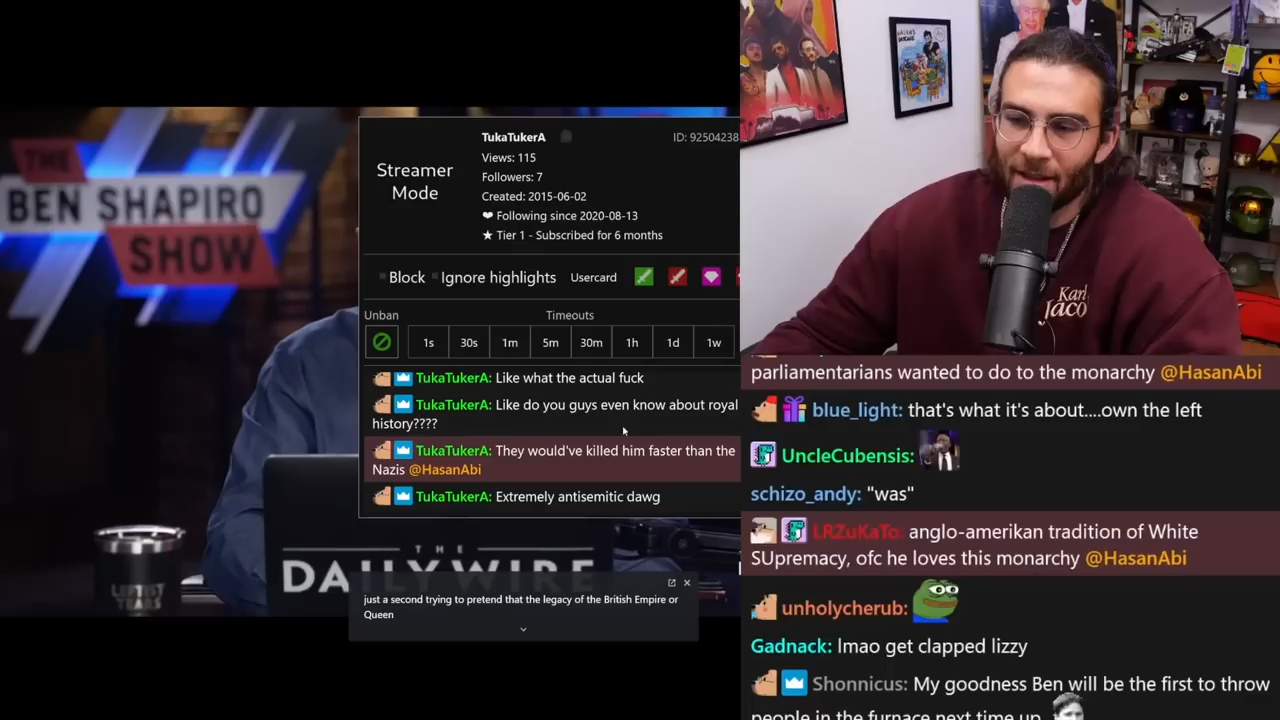 THE
BEN SHAPIRO
SHOW
Streamer
Mode
TukaTukerA
ID: 92504238
Views: 115
Followers: 7
Created: 2015-06-02
❤ Following since 2020-08-13
★ Tier 1 - Subscribed for 6 months
Block
Ignore highlights
Usercard
Unban
Timeouts
1s
30s
1m
5m
30m
1h
1d
1w
TukaTukerA: Like what the actual fuck
TukaTukerA: Like do you guys even know about royal
history????
TukaTukerA: They would've killed him faster than the
Nazis @HasanAbi
TukaTukerA: Extremely antisemitic dawg
THE
DAILY WIRE
LEFTIST
TEARS
just a second trying to pretend that the legacy of the British Empire or
Queen
Karl
Jaco
parliamentarians wanted to do to the monarchy @HasanAbi
blue_light: that's what it's about....own the left
UncleCubensis:
schizo_andy: "was"
LRZuKaTo: anglo-amerikan tradition of White
SUpremacy, ofc he loves this monarchy @HasanAbi
unholycherub:
Gadnack: lmao get clapped lizzy
Shonnicus: My goodness Ben will be the first to throw
people in the furnace next time up